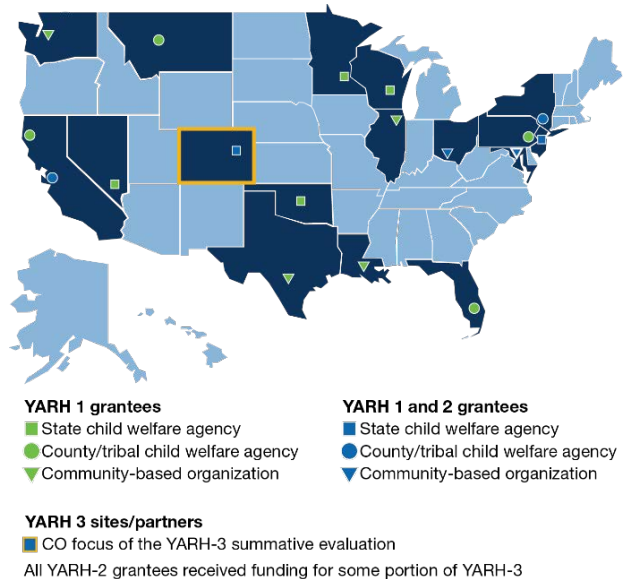 YARH 1 grantees
State child welfare agency
County/tribal child welfare agency
Community-based organization
YARH 1 and 2 grantees
State child welfare agency
County/tribal child welfare agency
Community-based organization
YARH 3 sites/partners
CO focus of the YARH-3 summative evaluation
All YARH-2 grantees received funding for some portion of YARH-3